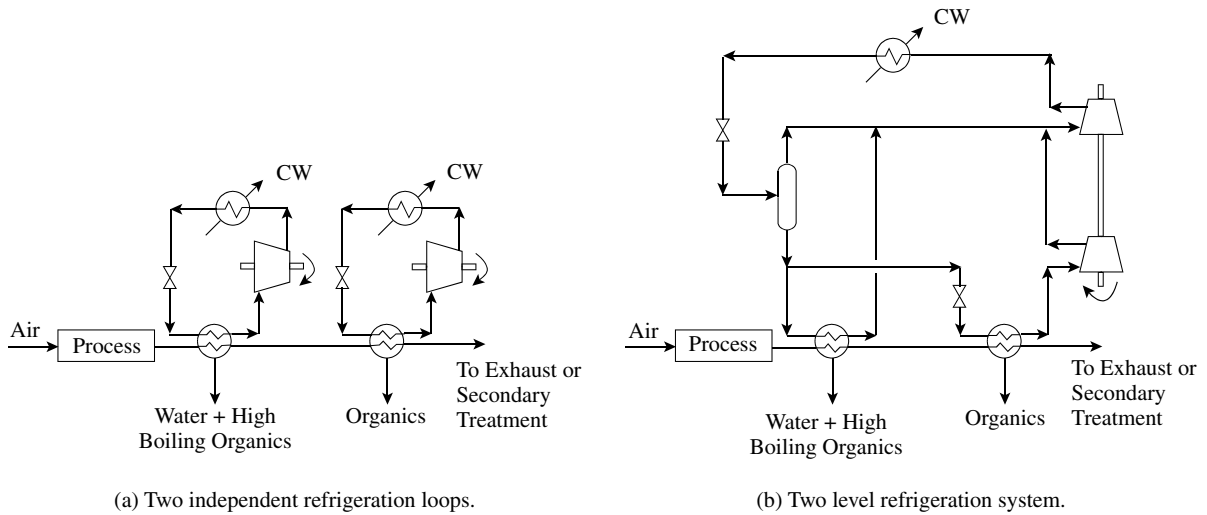 CW
CW
Air
Process
To Exhaust or
Secondary
Treatment
Water + High
Boiling Organics
Organics
(a) Two independent refrigeration loops.
CW
Air
Process
To Exhaust or
Secondary
Treatment
Water + High
Boiling Organics
Organics
(b) Two level refrigeration system.